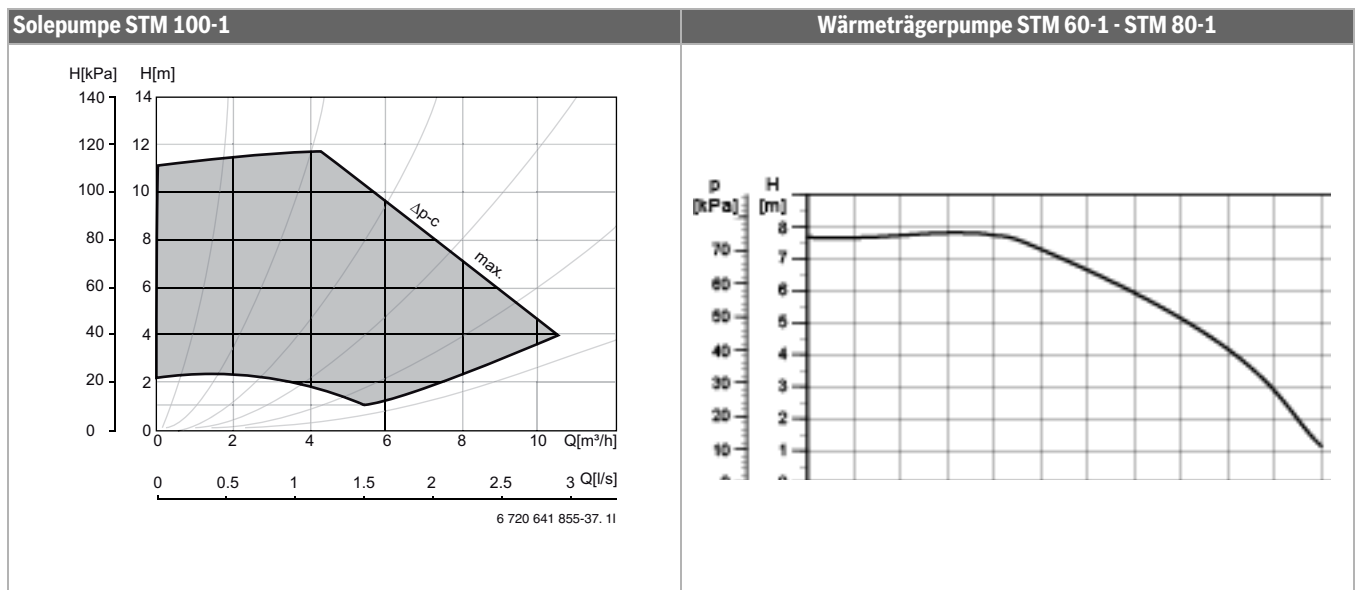 Solepumpe STM 100-1
Wärmeträgerpumpe STM 60-1 - STM 80-1
H[kPa] H[m]
140 14
120 12
100 10
80 8
60 6
40 4
20 2
0 0
Δp-c
max.
0 2 4 6 8 10 Q[m³/h]
0 0.5 1 1.5 2 2.5 3 Q[l/s]
6 720 641 855-37. 1I
p H
[kPa] [m]
8
70 7
60 6
50 5
40 4
30 3
20 2
10 1